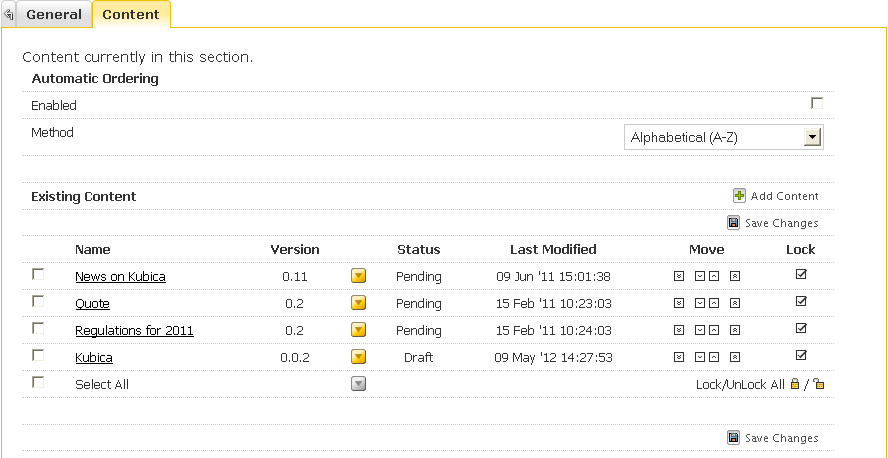 General Content
Content currently in this section.
Automatic Ordering
Enabled
Method Alphabetical (A-Z)
Existing Content Add Content
Save Changes
Name Version Status Last Modified Move Lock
News on Kubica 0.11 Pending 09 Jun '11 15:01:38
Quote 0.2 Pending 15 Feb '11 10:23:03
Regulations for 2011 0.2 Pending 15 Feb '11 10:24:03
Kubica 0.0.2 Draft 09 May '12 14:27:53
Select All Lock/UnLock All /
Save Changes